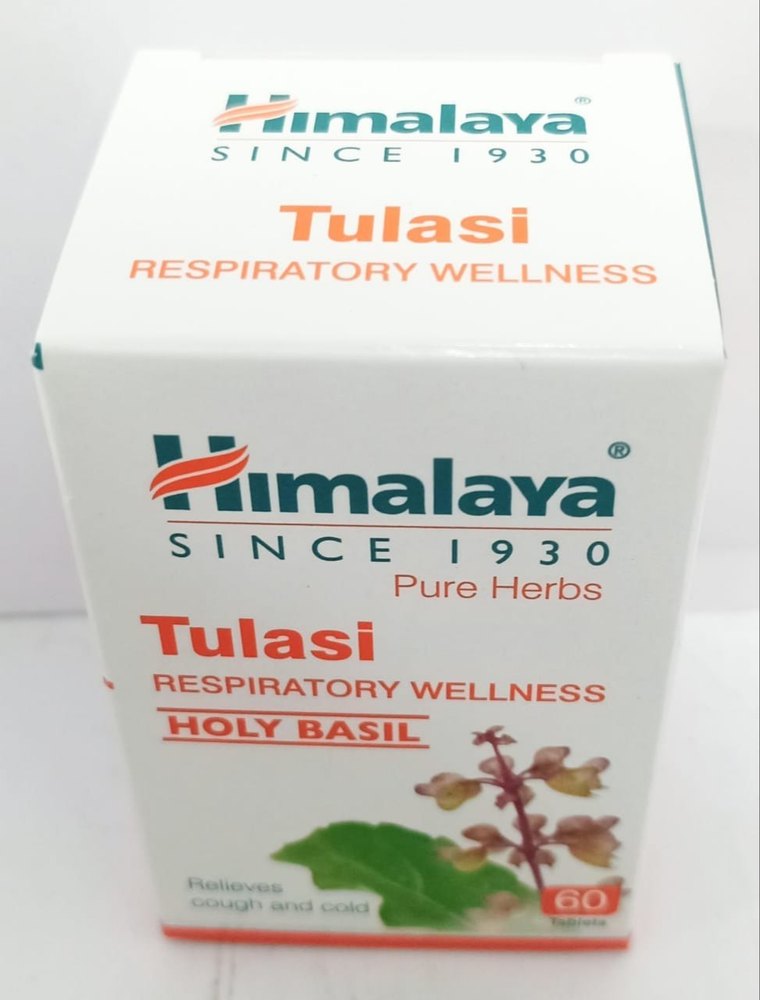 Himalaya®
SINCE 1930
Tulasi
RESPIRATORY WELLNESS
Himalaya®
SINCE 1930
Pure Herbs
Tulasi
RESPIRATORY WELLNESS
HOLY BASIL
Relieves
cough and cold
60
Tablets